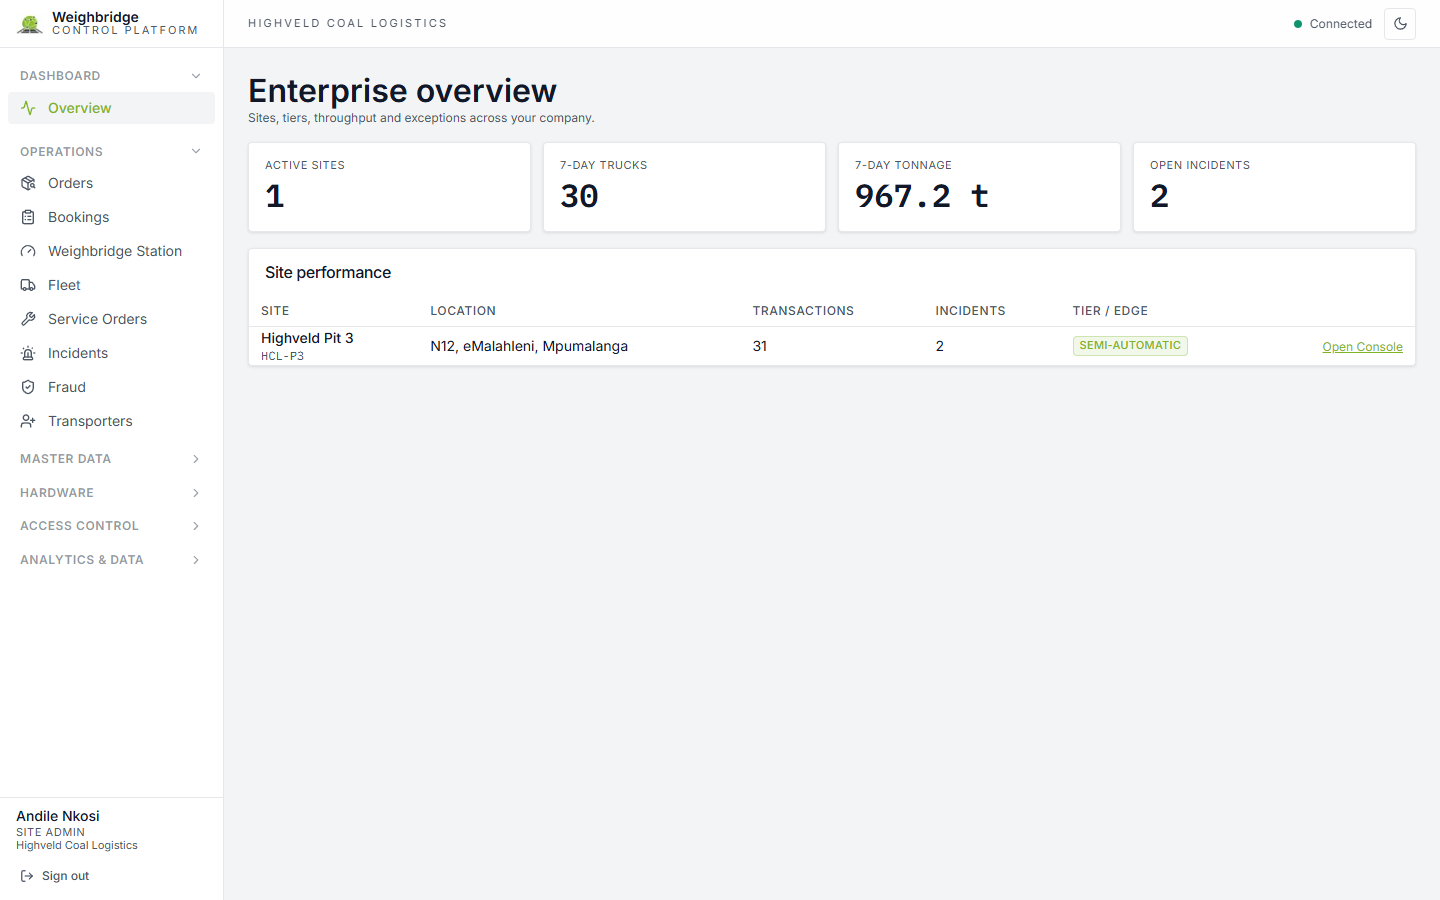 Weighbridge
CONTROL PLATFORM
HIGHVELD COAL LOGISTICS
Connected
DASHBOARD
Overview
OPERATIONS
Orders
Bookings
Weighbridge Station
Fleet
Service Orders
Incidents
Fraud
Transporters
MASTER DATA
HARDWARE
ACCESS CONTROL
ANALYTICS & DATA
Andile Nkosi
SITE ADMIN
Highveld Coal Logistics
Sign out
Enterprise overview
Sites, tiers, throughput and exceptions across your company.
ACTIVE SITES
1
7-DAY TRUCKS
30
7-DAY TONNAGE
967.2 t
OPEN INCIDENTS
2
Site performance
SITE LOCATION TRANSACTIONS INCIDENTS TIER / EDGE
Highveld Pit 3
HCL-P3
N12, eMalahleni, Mpumalanga 31 2 SEMI-AUTOMATIC Open Console